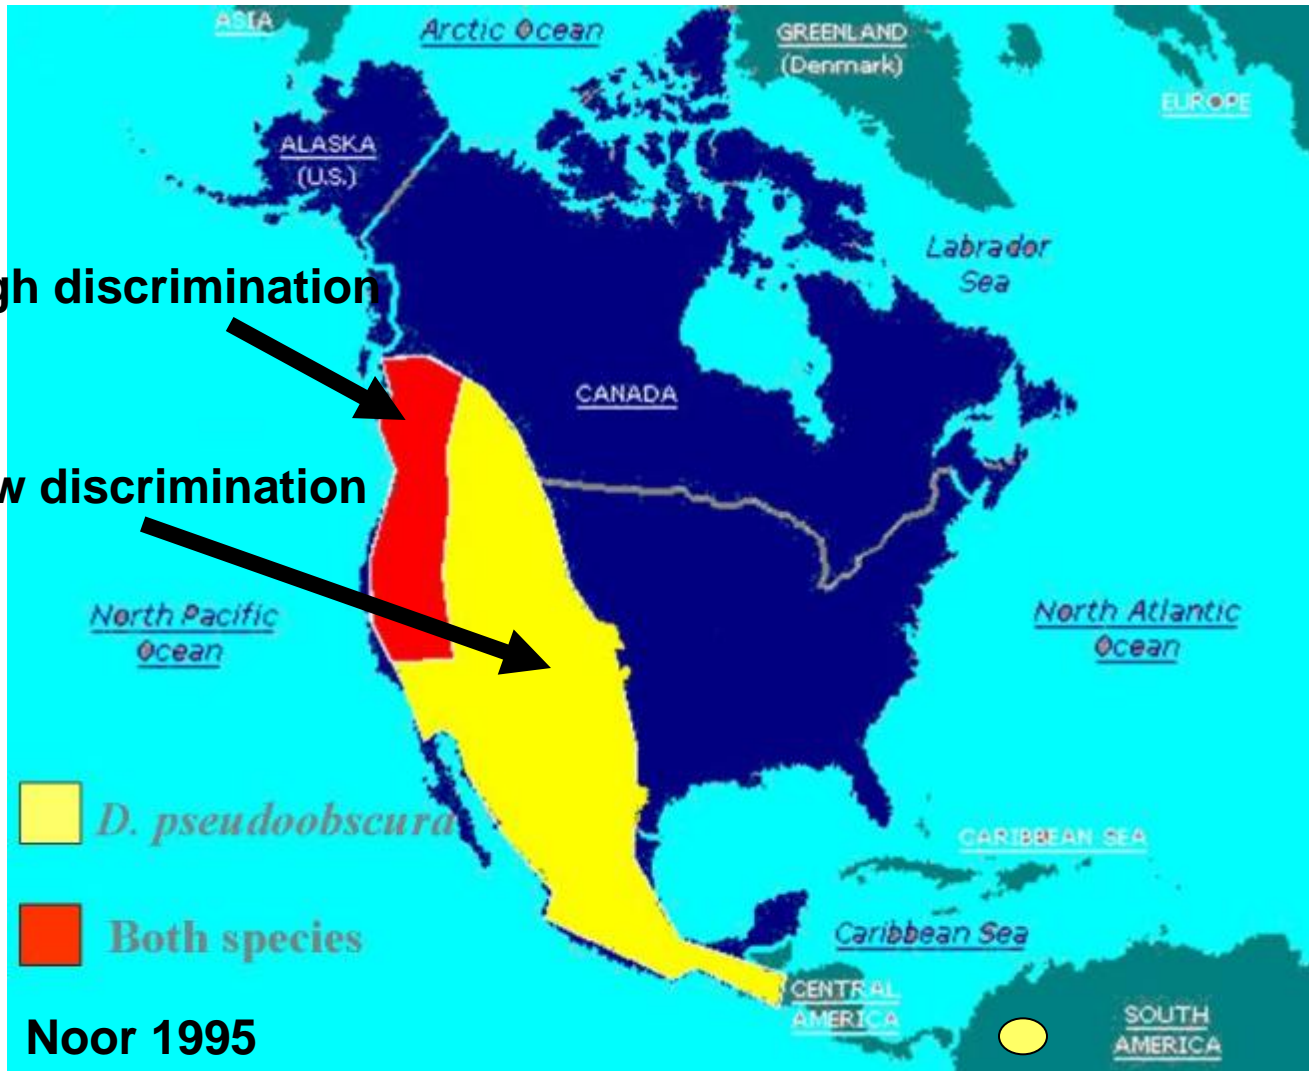 ASIA
Arctic Ocean
GREENLAND
(Denmark)
EUROPE
ALASKA
(U.S.)
Labrador
Sea
gh discrimination
CANADA
w discrimination
North Pacific
Ocean
North Atlantic
Ocean
D. pseudoobscura
CARIBBEAN SEA
Both species
Caribbean Sea
CENTRAL
AMERICA
SOUTH
AMERICA
Noor 1995